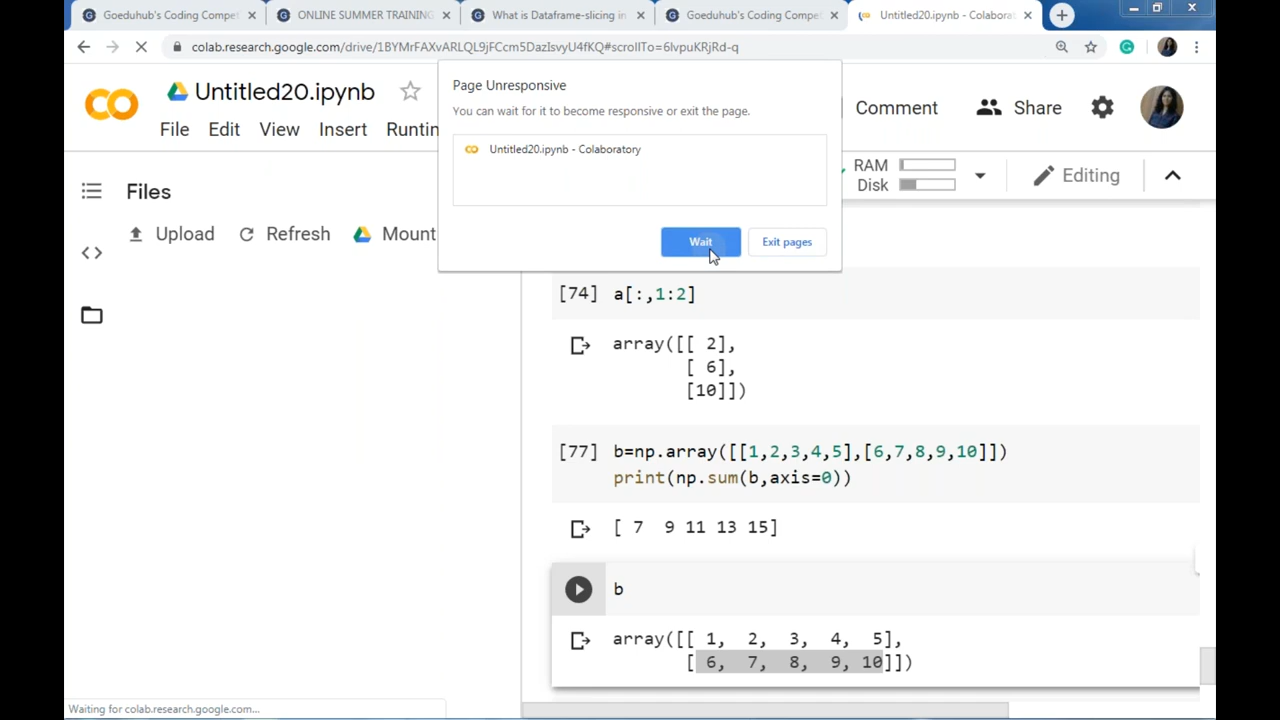 Goeduhub's Coding Compet
ONLINE SUMMER TRAINING
What is Dataframe-slicing in
Goeduhub's Coding Compet
Untitled20.ipynb - Colaborat
colab.research.google.com/drive/1BYMrFAXvARLQL9jFCcm5DazIsvyU4fKQ#scrollTo=6IvpuKRjRd-q
Page Unresponsive
You can wait for it to become responsive or exit the page.
Untitled20.ipynb - Colaboratory
Wait
Exit pages
Untitled20.ipynb
File Edit View Insert Runtin
Comment
Share
RAM
Disk
Editing
Files
Upload
Refresh
Mount
[74] a[:,1:2]
array([[ 2],
[ 6],
[10]])
[77] b=np.array([[1,2,3,4,5],[6,7,8,9,10]])
print(np.sum(b,axis=0))
[ 7 9 11 13 15]
b
array([[ 1, 2, 3, 4, 5],
[ 6, 7, 8, 9, 10]])
Waiting for colab.research.google.com...